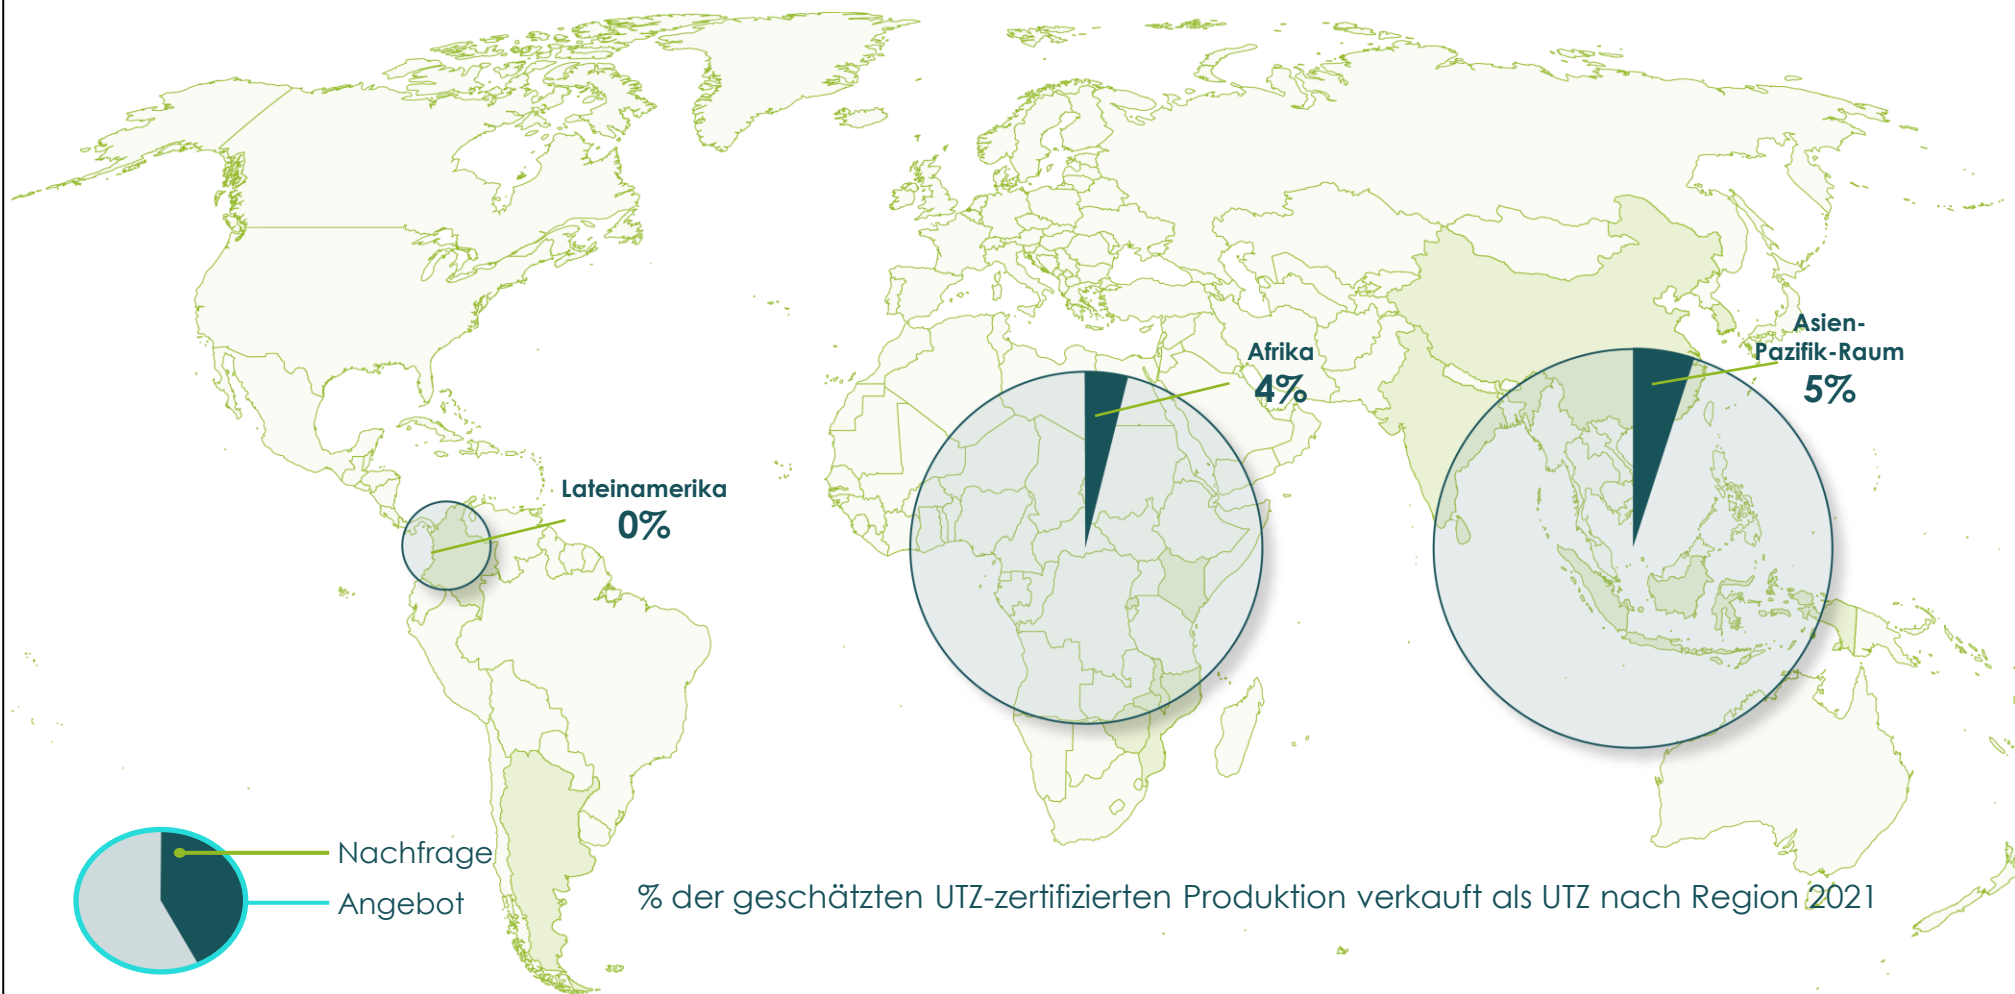 Asien-
Pazifik-Raum
5%
Afrika
4%
Lateinamerika
0%
Nachfrage
Angebot
% der geschätzten UTZ-zertifizierten Produktion verkauft als UTZ nach Region 2021